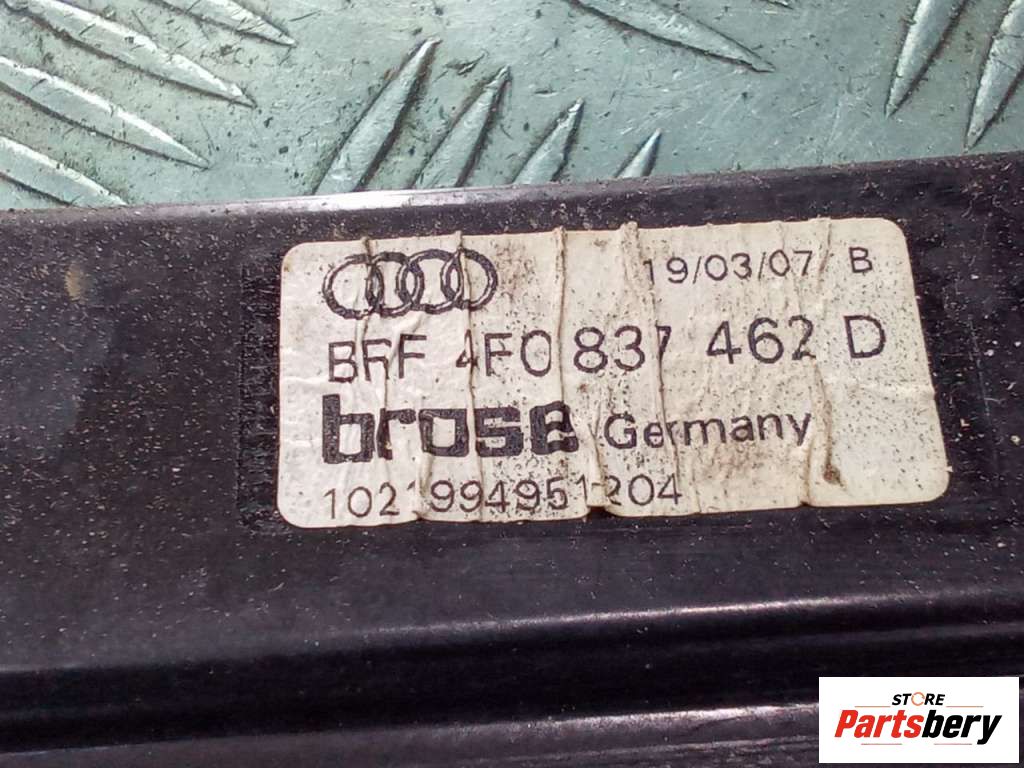 19/03/07 B
BRF 4F0 837 462 D
brose Germany
1021994951204
STORE
Partsbery